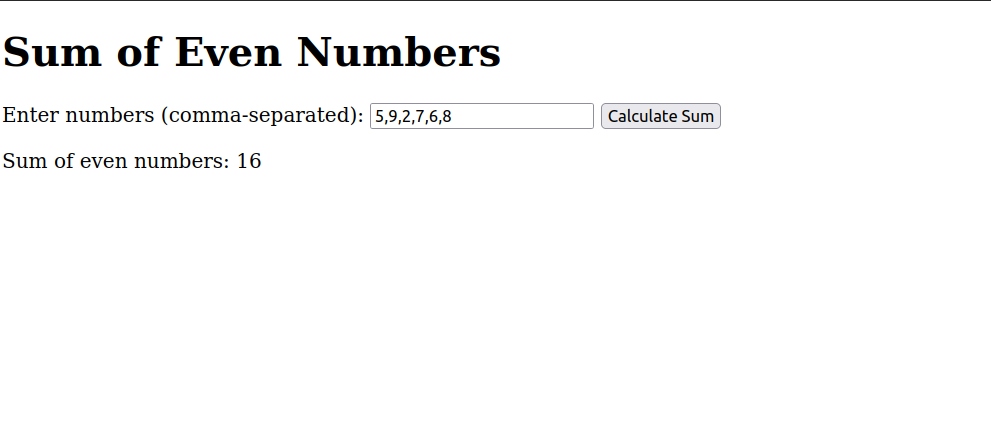 Sum of Even Numbers
Enter numbers (comma-separated): 5,9,2,7,6,8 Calculate Sum
Sum of even numbers: 16